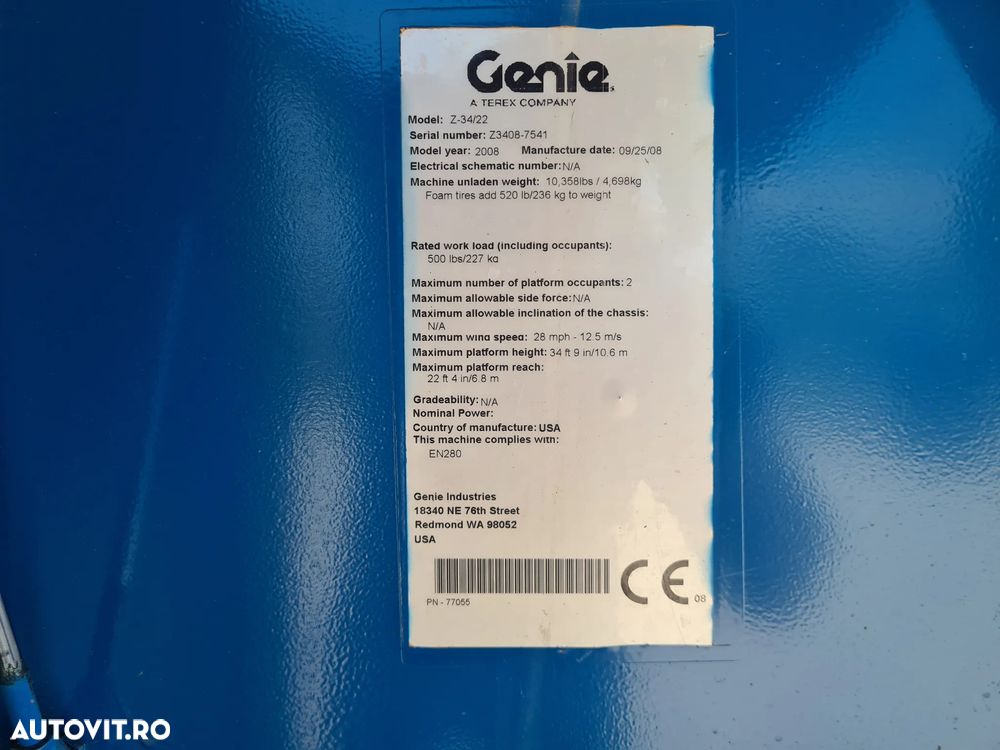 Genie
A TEREX COMPANY
Model: Z-34/22
Serial number: Z3408-7541
Model year: 2008 Manufacture date: 09/25/08
Electrical schematic number: N/A
Machine unladen weight: 10,358lbs / 4,698kg
Foam tires add 520 lb/236 kg to weight
Rated work load (including occupants):
500 lbs/227 kg
Maximum number of platform occupants: 2
Maximum allowable side force: N/A
Maximum allowable inclination of the chassis:
N/A
Maximum wind speed: 28 mph - 12.5 m/s
Maximum platform height: 34 ft 9 in/10.6 m
Maximum platform reach:
22 ft 4 in/6.8 m
Gradeability: N/A
Nominal Power:
Country of manufacture: USA
This machine complies with:
EN280
Genie Industries
18340 NE 76th Street
Redmond WA 98052
USA
CE 08
PN - 77055
AUTOVIT.RO